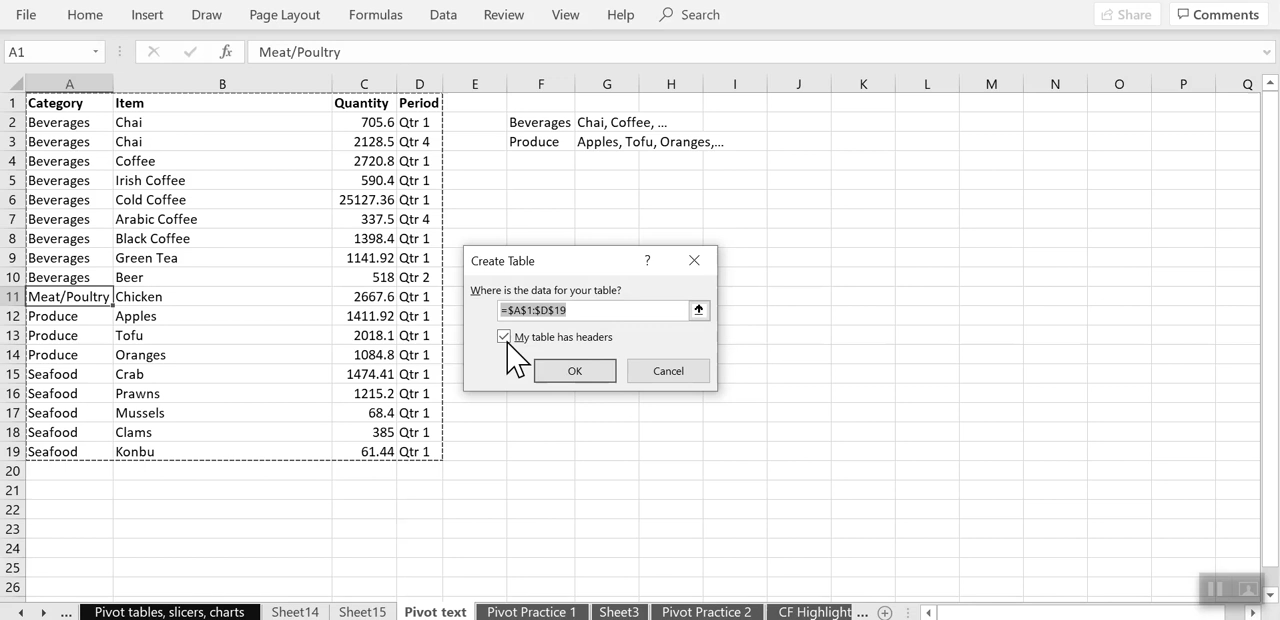 File Home Insert Draw Page Layout Formulas Data Review View Help Search Share Comments
A1 fx Meat/Poultry
A B C D E F G H I J K L M N O P Q
1 Category Item Quantity Period
2 Beverages Chai 705.6 Qtr 1 Beverages Chai, Coffee, ...
3 Beverages Chai 2128.5 Qtr 4 Produce Apples, Tofu, Oranges,...
4 Beverages Coffee 2720.8 Qtr 1
5 Beverages Irish Coffee 590.4 Qtr 1
6 Beverages Cold Coffee 25127.36 Qtr 1
7 Beverages Arabic Coffee 337.5 Qtr 4
8 Beverages Black Coffee 1398.4 Qtr 1
9 Beverages Green Tea 1141.92 Qtr 1
10 Beverages Beer 518 Qtr 2
11 Meat/Poultry Chicken 2667.6 Qtr 1
12 Produce Apples 1411.92 Qtr 1
13 Produce Tofu 2018.1 Qtr 1
14 Produce Oranges 1084.8 Qtr 1
15 Seafood Crab 1474.41 Qtr 1
16 Seafood Prawns 1215.2 Qtr 1
17 Seafood Mussels 68.4 Qtr 1
18 Seafood Clams 385 Qtr 1
19 Seafood Konbu 61.44 Qtr 1
20
21
22
23
24
25
26
Create Table ?
Where is the data for your table?
=$A$1:$D$19
My table has headers
OK Cancel
... Pivot tables, slicers, charts Sheet14 Sheet15 Pivot text Pivot Practice 1 Sheet3 Pivot Practice 2 CF Highlight ...